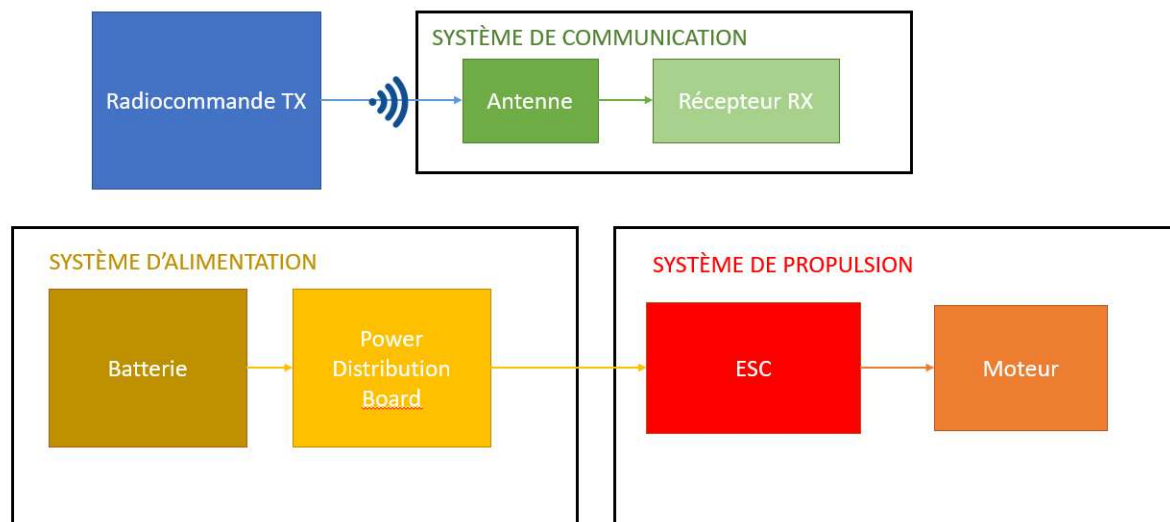 SYSTÈME DE COMMUNICATION
Radiocommande TX
Antenne
Récepteur RX
SYSTÈME D'ALIMENTATION
Batterie
Power
Distribution
Board
SYSTÈME DE PROPULSION
ESC
Moteur